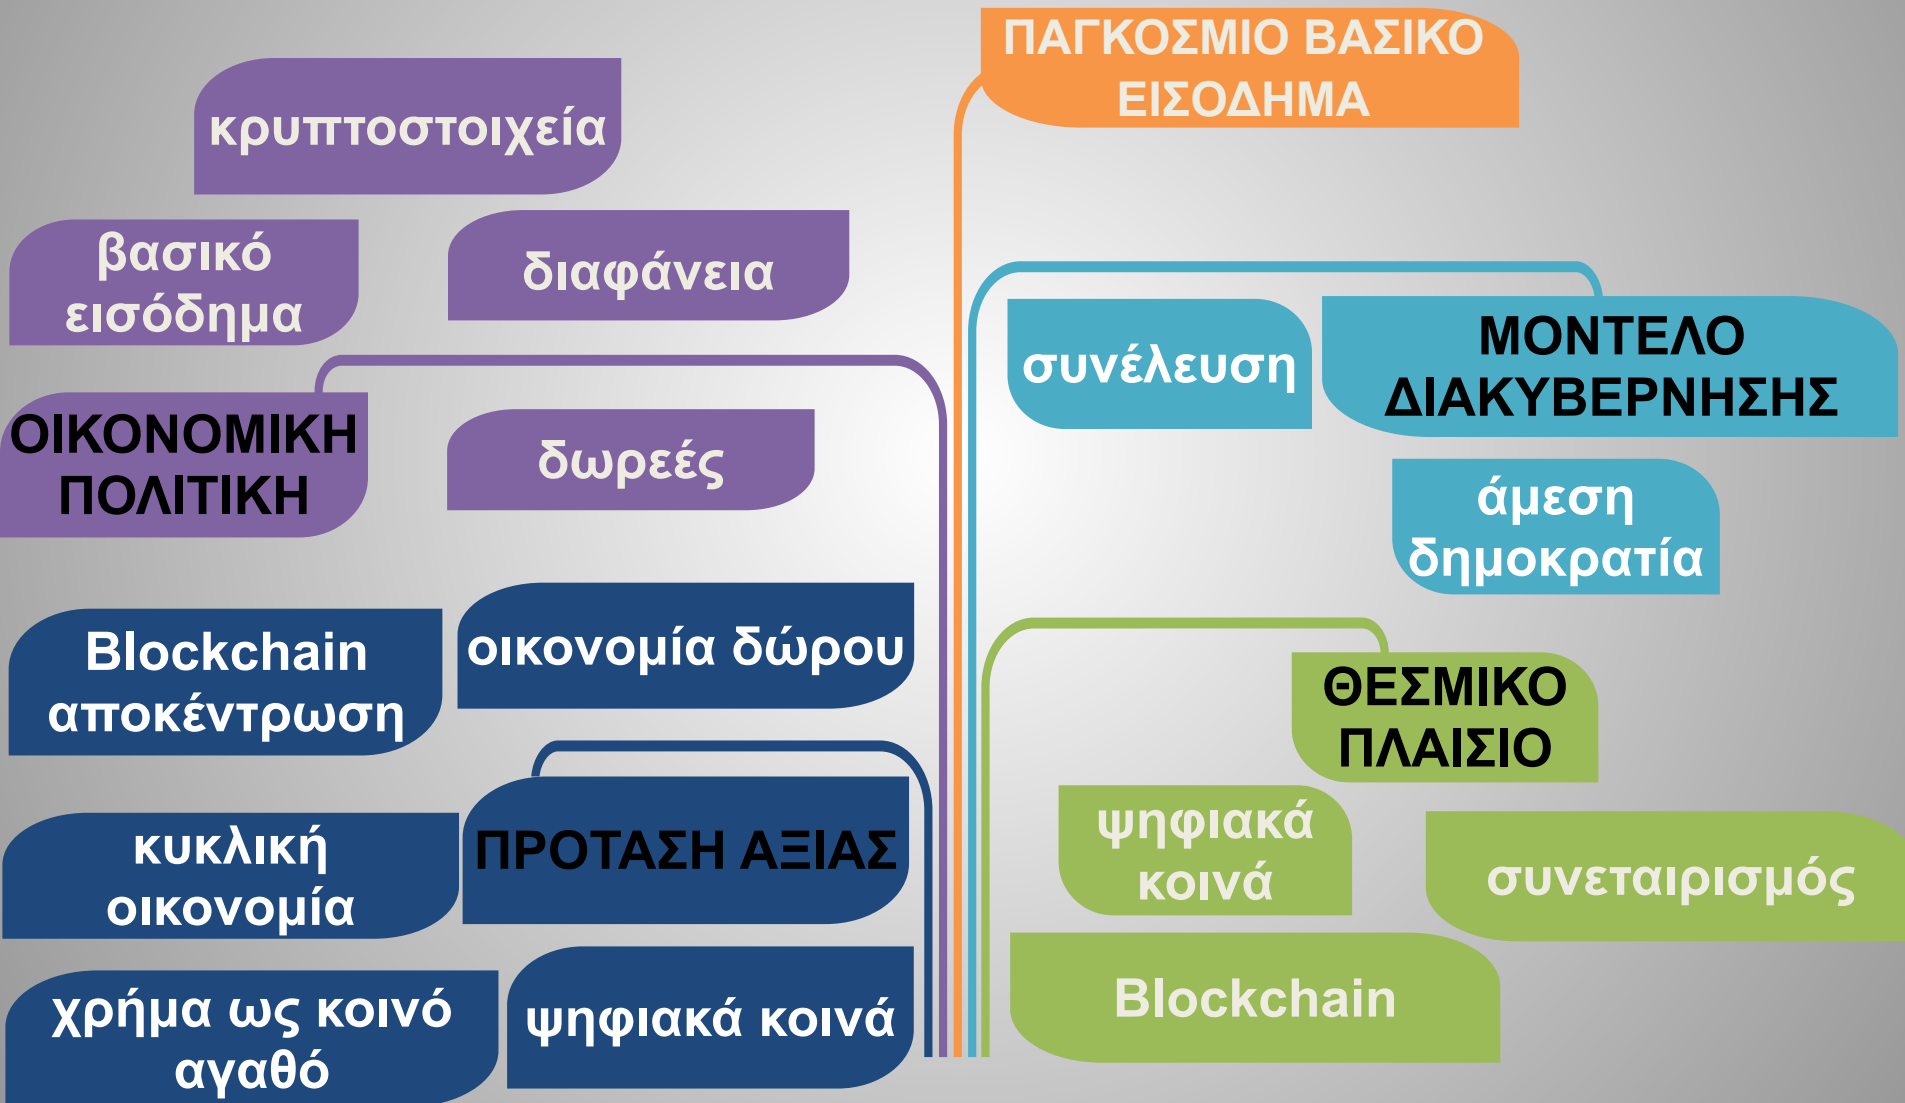 ΠΑΓΚΟΣΜΙΟ ΒΑΣΙΚΟ
ΕΙΣΟΔΗΜΑ
κρυπτοστοιχεία
βασικό
εισόδημα
διαφάνεια
ΟΙΚΟΝΟΜΙΚΗ
ΠΟΛΙΤΙΚΗ
δωρεές
συνέλευση
ΜΟΝΤΕΛΟ
ΔΙΑΚΥΒΕΡΝΗΣΗΣ
άμεση
δημοκρατία
Blockchain
αποκέντρωση
οικονομία δώρου
κυκλική
οικονομία
ΠΡΟΤΑΣΗ ΑΞΙΑΣ
χρήμα ως κοινό
αγαθό
ψηφιακά κοινά
ΘΕΣΜΙΚΟ
ΠΛΑΙΣΙΟ
ψηφιακά
κοινά
συνεταιρισμός
Blockchain